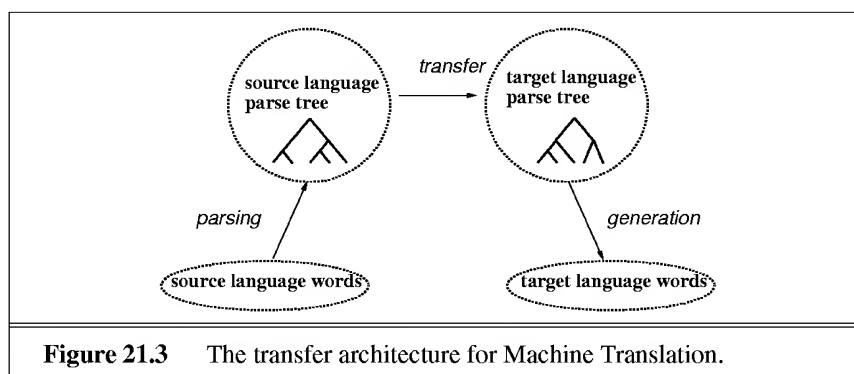 transfer
source language
parse tree
target language
parse tree
parsing
generation
source language words
target language words
Figure 21.3 The transfer architecture for Machine Translation.